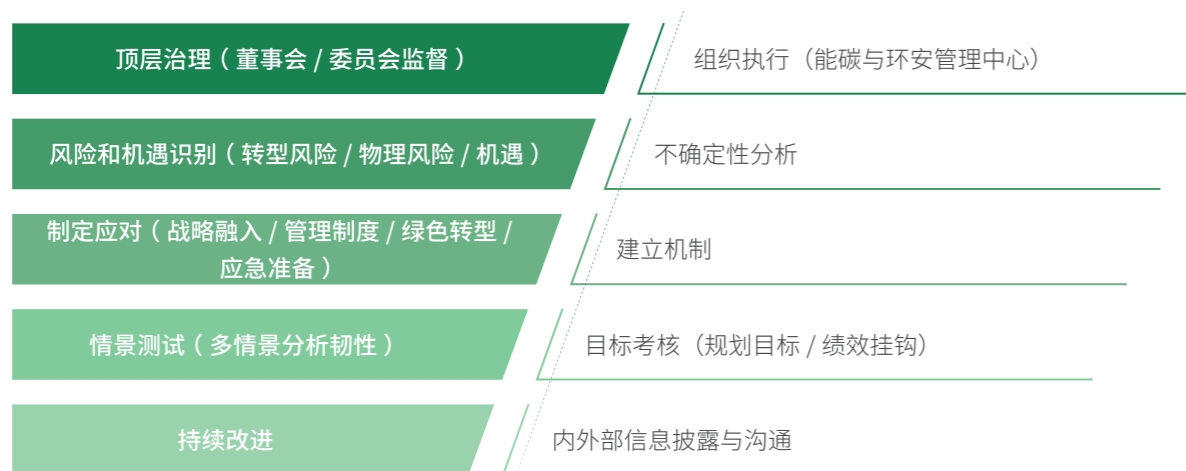 顶层治理（董事会 / 委员会监督）
组织执行（能碳与环安管理中心）
风险和机遇识别（转型风险 / 物理风险 / 机遇）
不确定性分析
制定应对（战略融入 / 管理制度 / 绿色转型 /
应急准备）
建立机制
情景测试（多情景分析韧性）
目标考核（规划目标 / 绩效挂钩）
持续改进
内外部信息披露与沟通